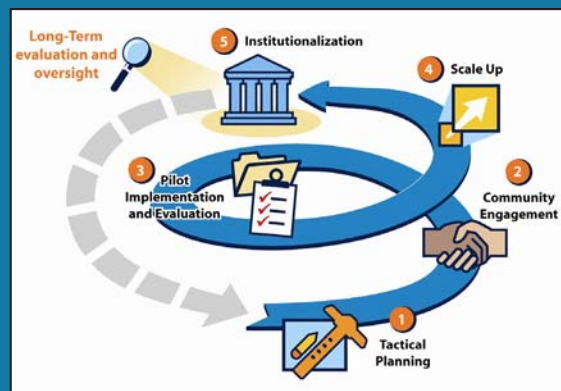 Long-Term
evaluation and
oversight
5 Institutionalization
4 Scale Up
3 Pilot
Implementation
and Evaluation
2
Community
Engagement
1
Tactical
Planning